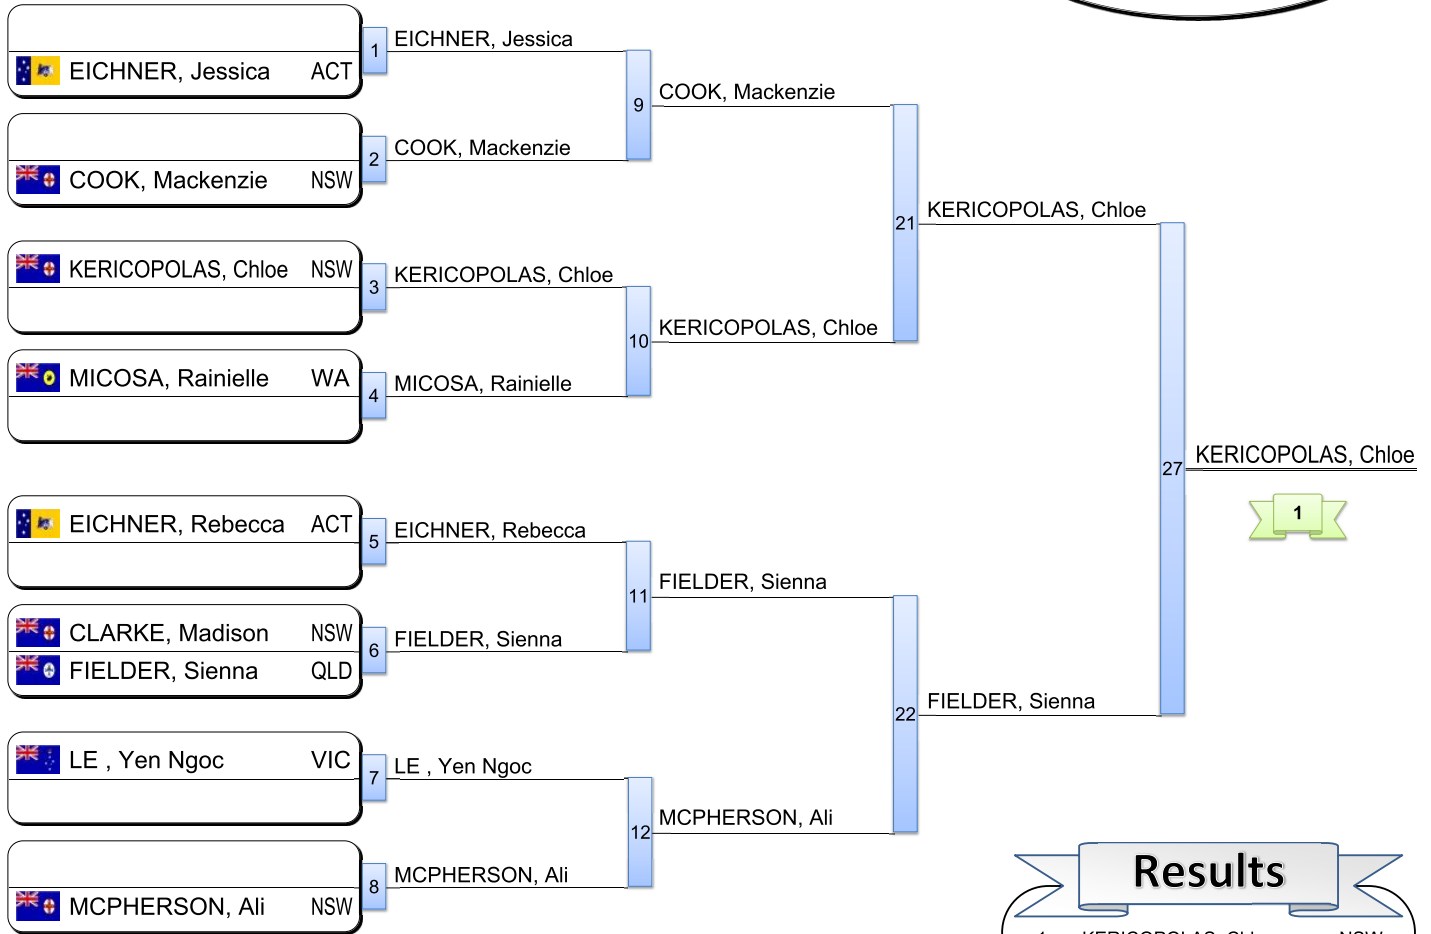 EICHNER, Jessica ACT
1
EICHNER, Jessica
COOK, Mackenzie NSW
2
COOK, Mackenzie
9
COOK, Mackenzie
KERICOPOLAS, Chloe NSW
3
KERICOPOLAS, Chloe
MICOSA, Rainielle WA
4
MICOSA, Rainielle
10
KERICOPOLAS, Chloe
21
KERICOPOLAS, Chloe
EICHNER, Rebecca ACT
5
EICHNER, Rebecca
CLARKE, Madison NSW
FIELDER, Sienna QLD
6
FIELDER, Sienna
11
FIELDER, Sienna
LE , Yen Ngoc VIC
7
LE , Yen Ngoc
MCPHERSON, Ali NSW
8
MCPHERSON, Ali
12
MCPHERSON, Ali
22
FIELDER, Sienna
27
KERICOPOLAS, Chloe
1
Results